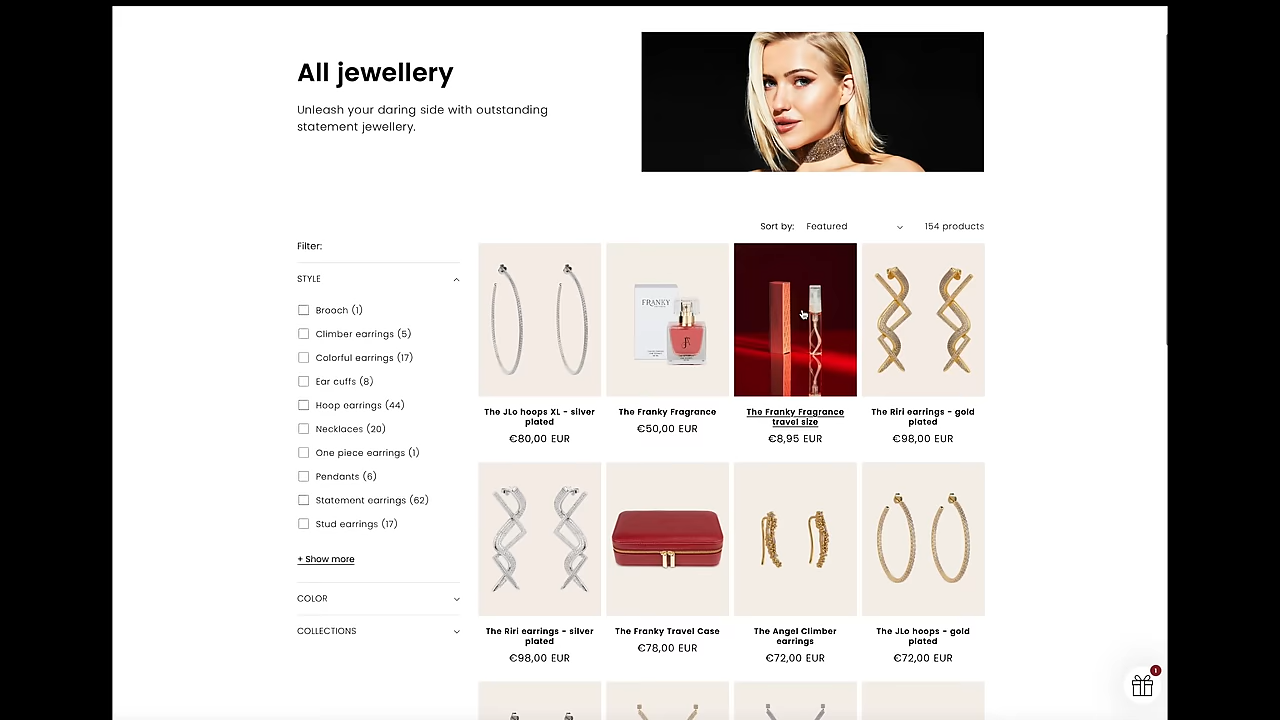 All jewellery
Unleash your daring side with outstanding
statement jewellery.
Sort by:
Featured
154 products
Filter:
STYLE
Broach (1)
Climber earrings (5)
Colorful earrings (17)
Ear cuffs (8)
Hoop earrings (44)
Necklaces (20)
One piece earrings (1)
Pendants (6)
Statement earrings (62)
Stud earrings (17)
+ Show more
COLOR
COLLECTIONS
FRANKY
The JLo hoops XL - silver
plated
€80,00 EUR
The Franky Fragrance
€50,00 EUR
The Franky Fragrance
travel size
€8,95 EUR
The Riri earrings - gold
plated
€98,00 EUR
The Riri earrings - silver
plated
€98,00 EUR
The Franky Travel Case
€78,00 EUR
The Angel Climber
earrings
€72,00 EUR
The JLo hoops - gold
plated
€72,00 EUR
1